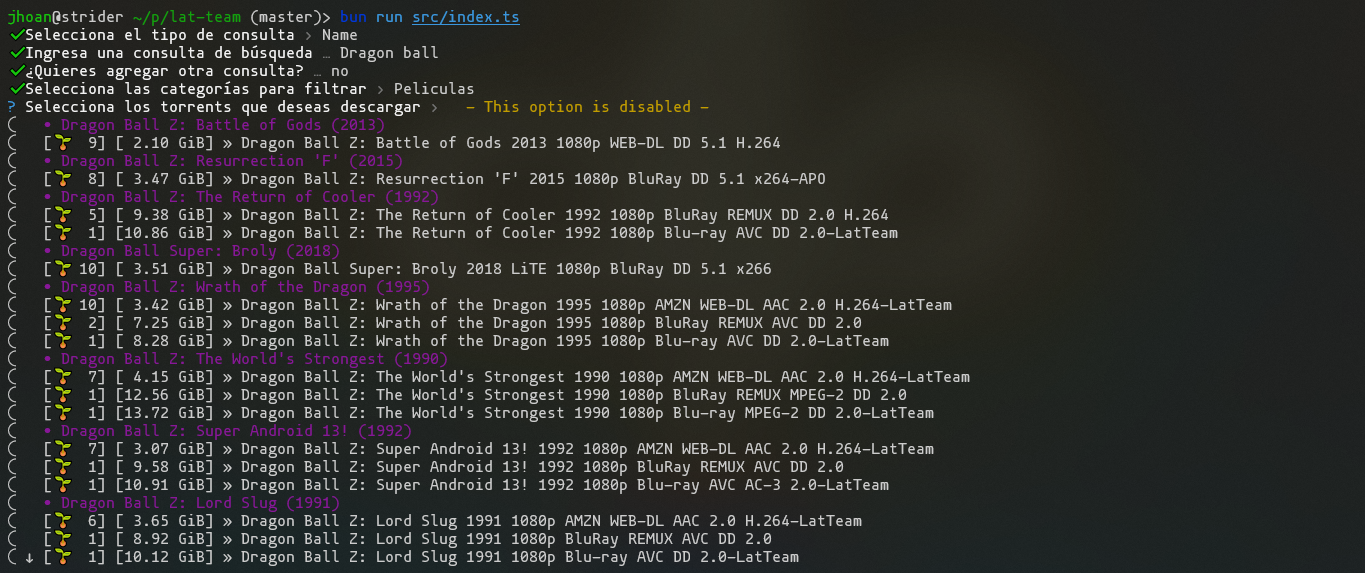 jhoan@strider ~/p/lat-team (master)> bun run src/index.ts
✔Selecciona el tipo de consulta › Name
✔Ingresa una consulta de búsqueda … Dragon ball
✔¿Quieres agregar otra consulta? … no
✔Selecciona las categorías para filtrar › Peliculas
? Selecciona los torrents que deseas descargar ›   – This option is disabled –
◯   • Dragon Ball Z: Battle of Gods (2013)
◯   [🌱  9] [ 2.10 GiB] » Dragon Ball Z: Battle of Gods 2013 1080p WEB-DL DD 5.1 H.264
◯   • Dragon Ball Z: Resurrection 'F' (2015)
◯   [🌱  8] [ 3.47 GiB] » Dragon Ball Z: Resurrection 'F' 2015 1080p BluRay DD 5.1 x264-APO
◯   • Dragon Ball Z: The Return of Cooler (1992)
◯   [🌱  5] [ 9.38 GiB] » Dragon Ball Z: The Return of Cooler 1992 1080p BluRay REMUX DD 2.0 H.264
◯   [🌱  1] [10.86 GiB] » Dragon Ball Z: The Return of Cooler 1992 1080p Blu-ray AVC DD 2.0-LatTeam
◯   • Dragon Ball Super: Broly (2018)
◯   [🌱 10] [ 3.51 GiB] » Dragon Ball Super: Broly 2018 LiTE 1080p BluRay DD 5.1 x266
◯   • Dragon Ball Z: Wrath of the Dragon (1995)
◯   [🌱 10] [ 3.42 GiB] » Dragon Ball Z: Wrath of the Dragon 1995 1080p AMZN WEB-DL AAC 2.0 H.264-LatTeam
◯   [🌱  2] [ 7.25 GiB] » Dragon Ball Z: Wrath of the Dragon 1995 1080p BluRay REMUX AVC DD 2.0
◯   [🌱  1] [ 8.28 GiB] » Dragon Ball Z: Wrath of the Dragon 1995 1080p Blu-ray AVC DD 2.0-LatTeam
◯   • Dragon Ball Z: The World's Strongest (1990)
◯   [🌱  7] [ 4.15 GiB] » Dragon Ball Z: The World's Strongest 1990 1080p AMZN WEB-DL AAC 2.0 H.264-LatTeam
◯   [🌱  1] [12.56 GiB] » Dragon Ball Z: The World's Strongest 1990 1080p BluRay REMUX MPEG-2 DD 2.0
◯   [🌱  1] [13.72 GiB] » Dragon Ball Z: The World's Strongest 1990 1080p Blu-ray MPEG-2 DD 2.0-LatTeam
◯   • Dragon Ball Z: Super Android 13! (1992)
◯   [🌱  7] [ 3.07 GiB] » Dragon Ball Z: Super Android 13! 1992 1080p AMZN WEB-DL AAC 2.0 H.264-LatTeam
◯   [🌱  1] [ 9.58 GiB] » Dragon Ball Z: Super Android 13! 1992 1080p BluRay REMUX AVC DD 2.0
◯   [🌱  1] [10.91 GiB] » Dragon Ball Z: Super Android 13! 1992 1080p Blu-ray AVC AC-3 2.0-LatTeam
◯   • Dragon Ball Z: Lord Slug (1991)
◯   [🌱  6] [ 3.65 GiB] » Dragon Ball Z: Lord Slug 1991 1080p AMZN WEB-DL AAC 2.0 H.264-LatTeam
◯   [🌱  1] [ 8.92 GiB] » Dragon Ball Z: Lord Slug 1991 1080p BluRay REMUX AVC DD 2.0
◯ ↓ [🌱  1] [10.12 GiB] » Dragon Ball Z: Lord Slug 1991 1080p Blu-ray AVC DD 2.0-LatTeam